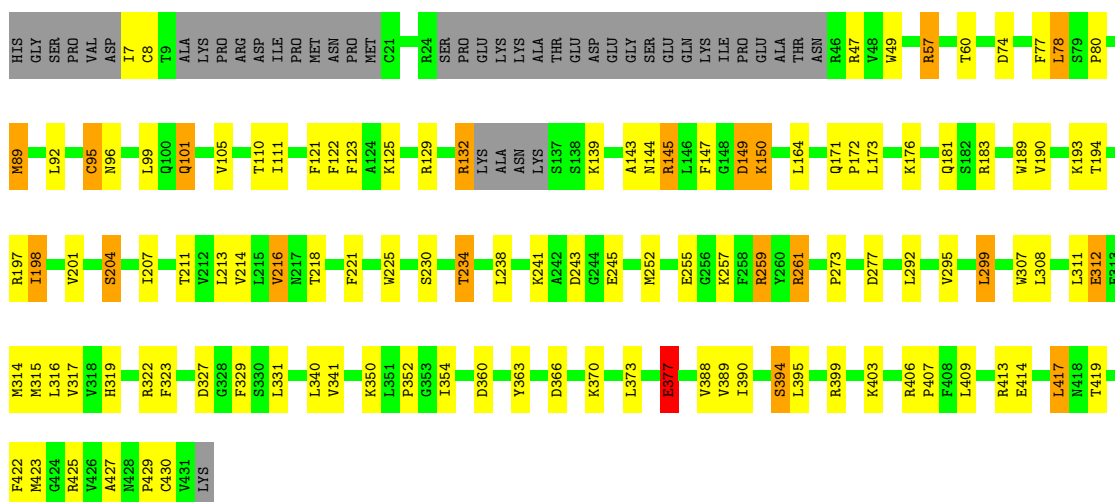 HIS GLY SER PRO VAL ASP I7 C8 T9 ALA LYS PRO ARG ASP ILE PRO MET ASN PRO MET C21 R24 SER PRO GLU LYS LYS ALA THR GLU ASP GLU GLY SER GLU GLN LYS ILE PRO GLU ALA THR ASN R46 R47 V48 W49 R57 T60 D74 F77 L78 S79 P80
M89 L92 C95 N96 L99 Q100 Q101 V105 T110 I111 F121 F122 F123 A124 K125 R129 R132 LYS ALA ASN LYS S137 S138 K139 A143 N144 R145 L146 F147 G148 D149 K150 L164 Q171 P172 L173 K176 Q181 S182 R183 W189 V190 K193 T194
R197 I198 V201 S204 I207 T211 V212 L213 V214 L215 V216 N217 T218 F221 W225 S230 T234 L238 K241 A242 D243 G244 E245 M252 E255 G256 K257 F258 R259 Y260 R261 P273 D277 L292 V295 L299 W307 L308 L311 E312 E313
M314 M315 L316 V317 V318 H319 R322 F323 D327 G328 F329 S330 L331 L340 V341 K350 L351 P352 G353 I354 D360 Y363 D366 K370 L373 E377 V388 V389 I390 S394 L395 R399 K403 R406 P407 F408 L409 R413 E414 L417 N418 T419
F422 M423 G424 R425 V426 A427 N428 P429 C430 V431 LYS